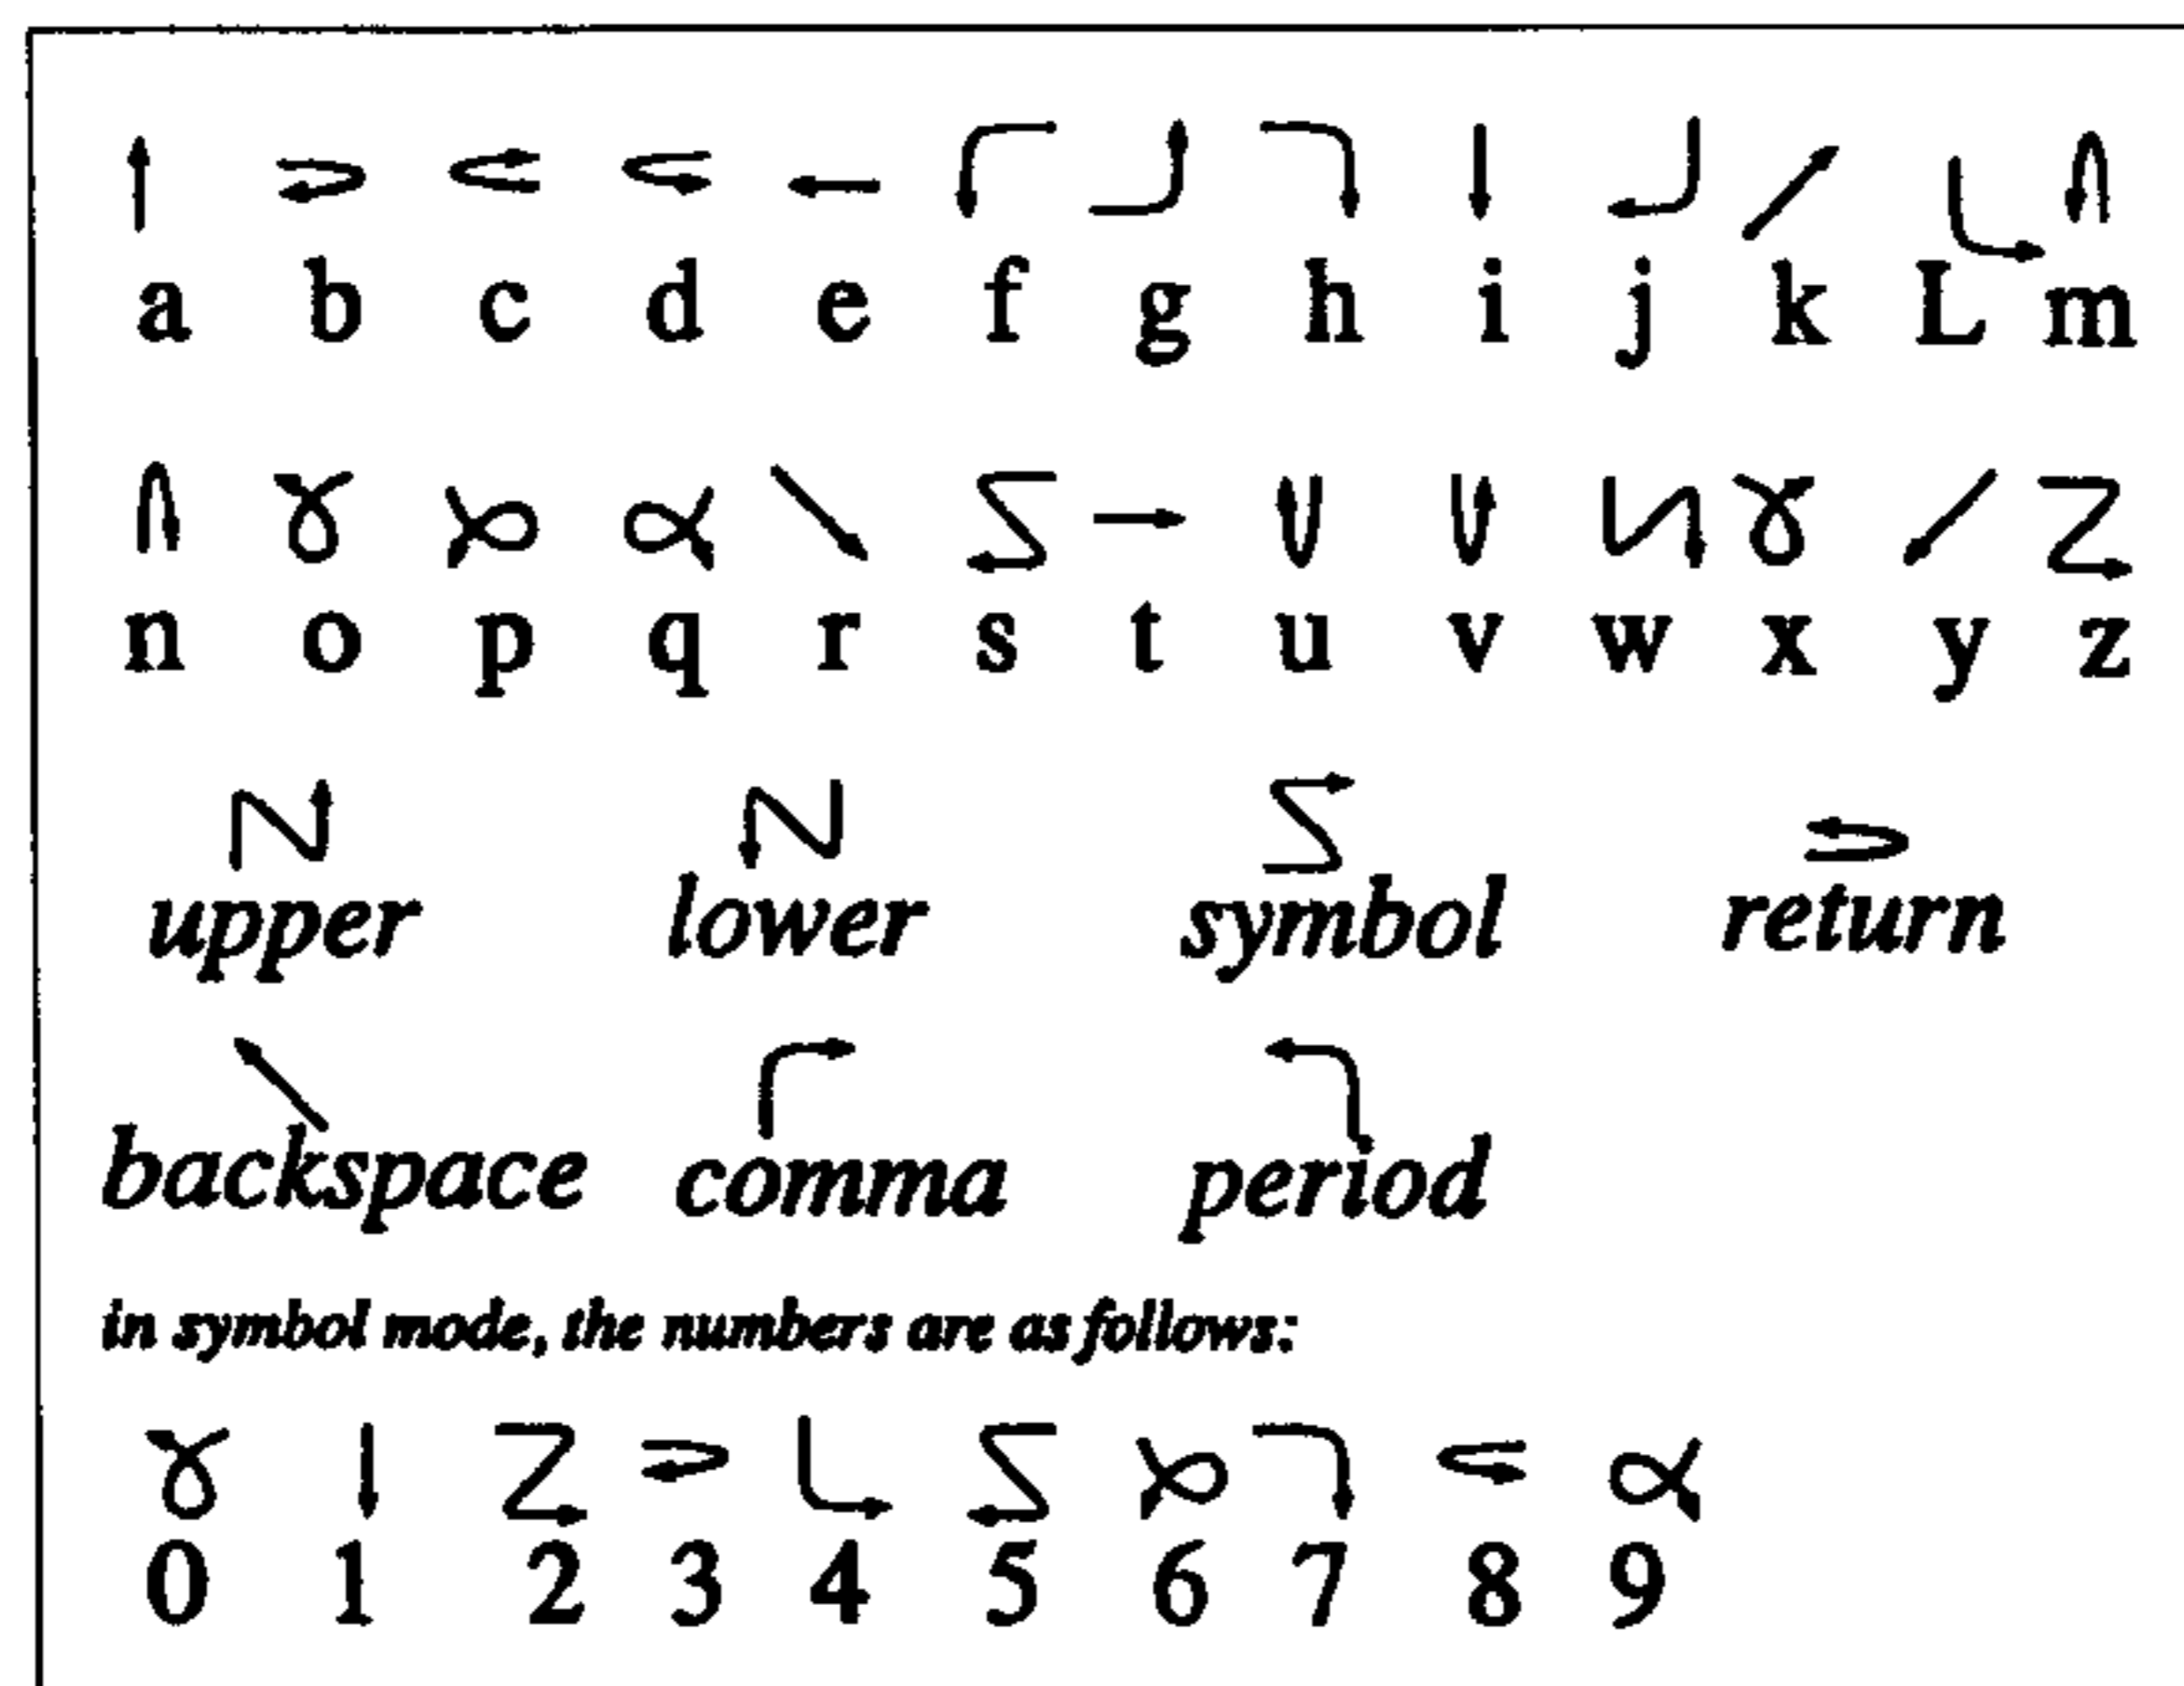 a b c d e f g h i j k L m
n o p q r s t u v w x y z
upper lower symbol return
backspace comma period
in symbol mode, the numbers are as follows:
0 1 2 3 4 5 6 7 8 9